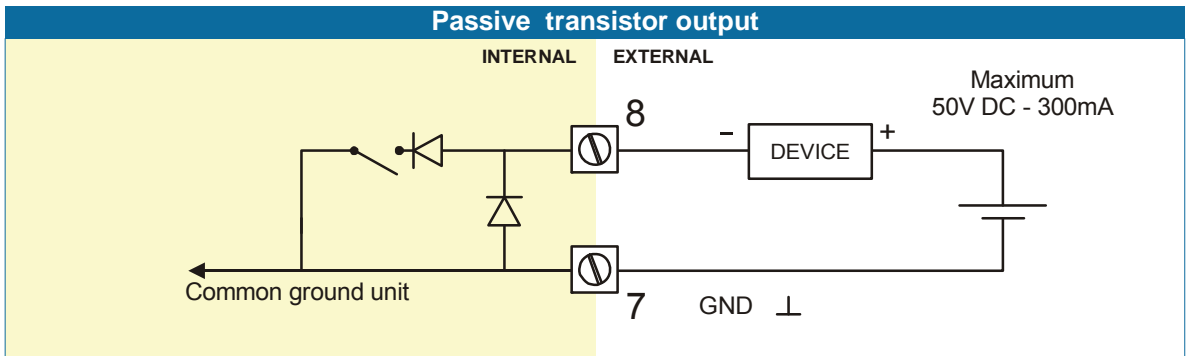 Passive transistor output
INTERNAL EXTERNAL
Maximum
50V DC - 300mA
8
- DEVICE +
Common ground unit
7 GND